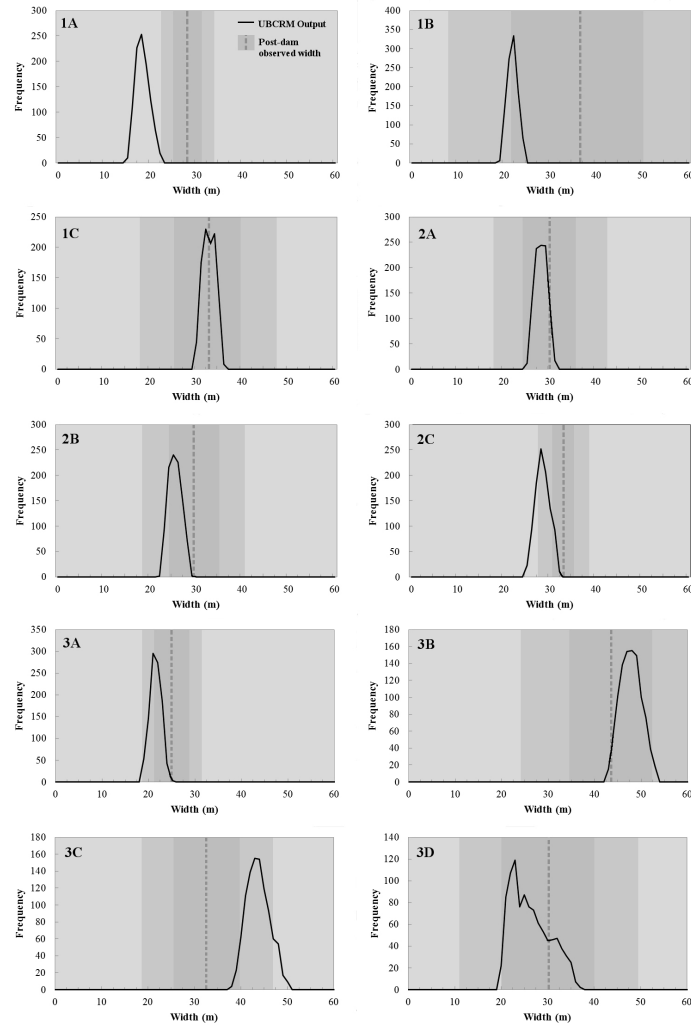 1A
UBCRM Output
Post-dam
observed width
Frequency
300
250
200
150
100
50
0
0 10 20 30 40 50 60
Width (m)
1B
Frequency
400
350
300
250
200
150
100
50
0
0 10 20 30 40 50 60
Width (m)
1C
Frequency
250
200
150
100
50
0
0 10 20 30 40 50 60
Width (m)
2A
Frequency
300
250
200
150
100
50
0
0 10 20 30 40 50 60
Width (m)
2B
Frequency
300
250
200
150
100
50
0
0 10 20 30 40 50 60
Width (m)
2C
Frequency
300
250
200
150
100
50
0
0 10 20 30 40 50 60
Width (m)
3A
Frequency
350
300
250
200
150
100
50
0
0 10 20 30 40 50 60
Width (m)
3B
Frequency
180
160
140
120
100
80
60
40
20
0
0 10 20 30 40 50 60
Width (m)
3C
Frequency
180
160
140
120
100
80
60
40
20
0
0 10 20 30 40 50 60
Width (m)
3D
Frequency
140
120
100
80
60
40
20
0
0 10 20 30 40 50 60
Width (m)